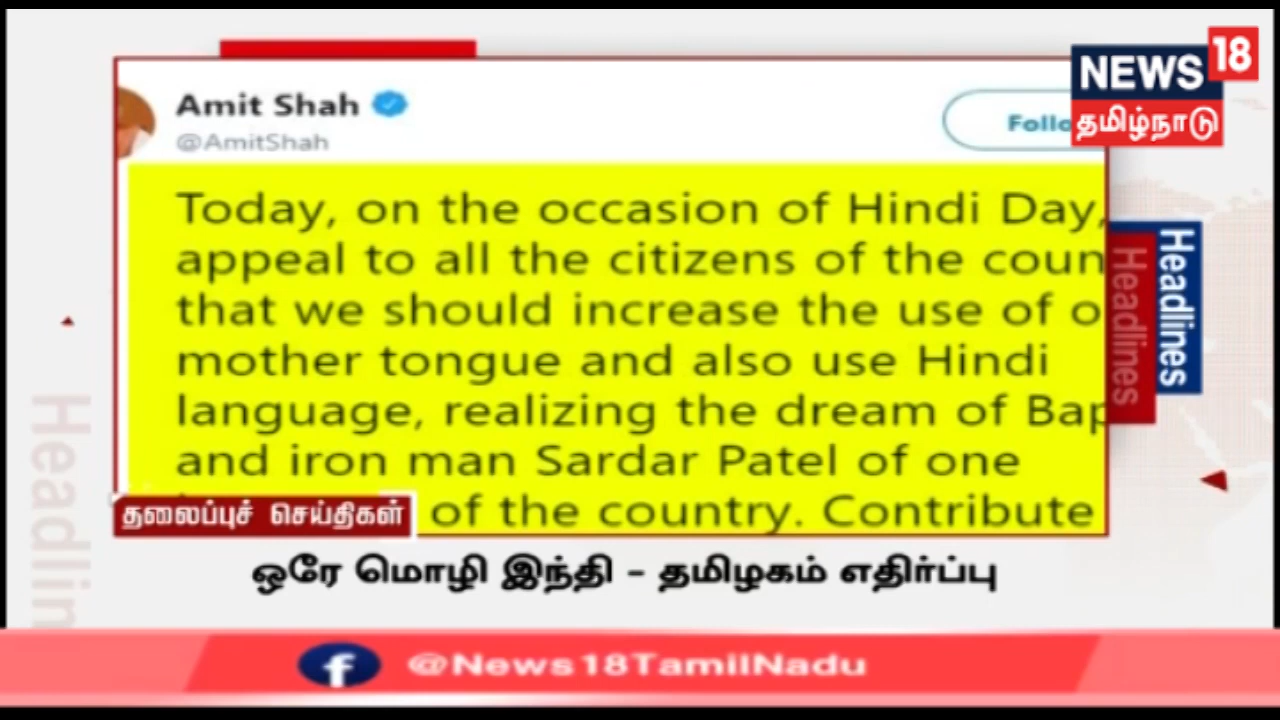 NEWS
18
தமிழ்நாடு
Amit Shah
@AmitShah
Today, on the occasion of Hindi Day,
appeal to all the citizens of the
that we should increase the use of
mother tongue and also use Hindi
language, realizing the dream of
and iron man Sardar Patel of one
of the country. Contribute
தலைப்புச் செய்திகள்
ஒரே மொழி இந்தி - தமிழகம் எதிர்ப்பு
@News18TamilNadu
Headlines
Headlines